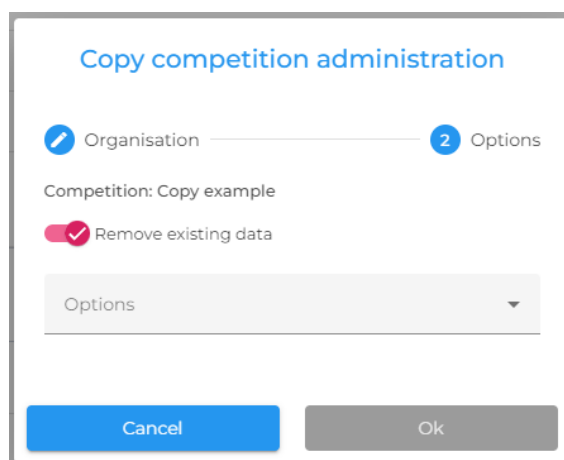 Copy competition administration
Organisation
2 Options
Competition: Copy example
Remove existing data
Options
Cancel
Ok